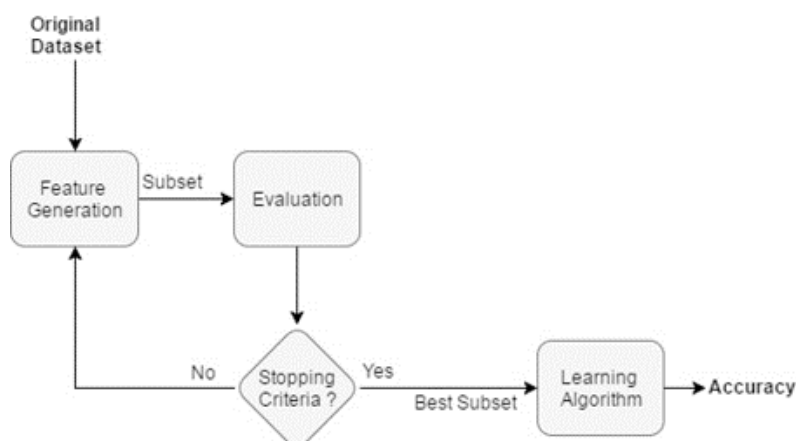 Original
Dataset
Feature
Generation
Subset
Evaluation
No
Stopping
Criteria ?
Yes
Best Subset
Learning
Algorithm
Accuracy